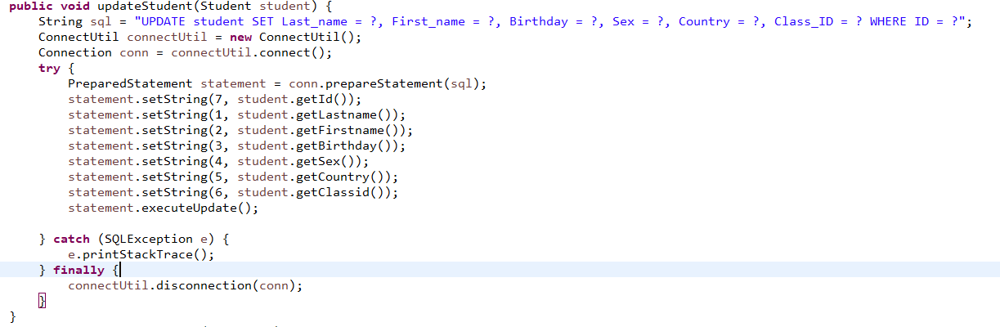 public void updateStudent(Student student) {
String sql = "UPDATE student SET Last_name = ?, First_name = ?, Birthday = ?, Sex = ?, Country = ?, Class_ID = ? WHERE ID = ?";
ConnectUtil connectUtil = new ConnectUtil();
Connection conn = connectUtil.connect();
try {
PreparedStatement statement = conn.prepareStatement(sql);
statement.setString(7, student.getId());
statement.setString(1, student.getLastname());
statement.setString(2, student.getFirstname());
statement.setString(3, student.getBirthday());
statement.setString(4, student.getSex());
statement.setString(5, student.getCountry());
statement.setString(6, student.getClassid());
statement.executeUpdate();
} catch (SQLException e) {
e.printStackTrace();
} finally {
connectUtil.disconnection(conn);
}
}